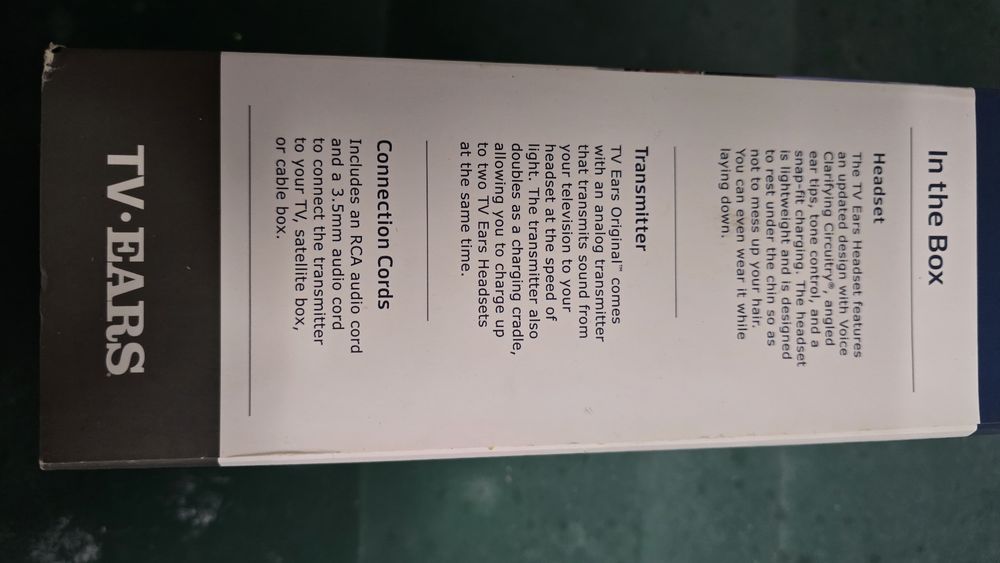 In the Box
Headset
The TV Ears Headset features
an updated design with Voice
Clarifying Circuitry®, angled
ear tips, tone control, and a
snap-fit charging. The headset
is lightweight and is designed
to rest under the chin so as
not to mess up your hair.
You can even wear it while
laying down.
Transmitter
TV Ears Original™ comes
with an analog transmitter
that transmits sound from
your television to your
headset at the speed of
light. The transmitter also
doubles as a charging cradle,
allowing you to charge up
to two TV Ears Headsets
at the same time.
Connection Cords
Includes an RCA audio cord
and a 3.5mm audio cord
to connect the transmitter
to your TV, satellite box,
or cable box.
TV•EARS®